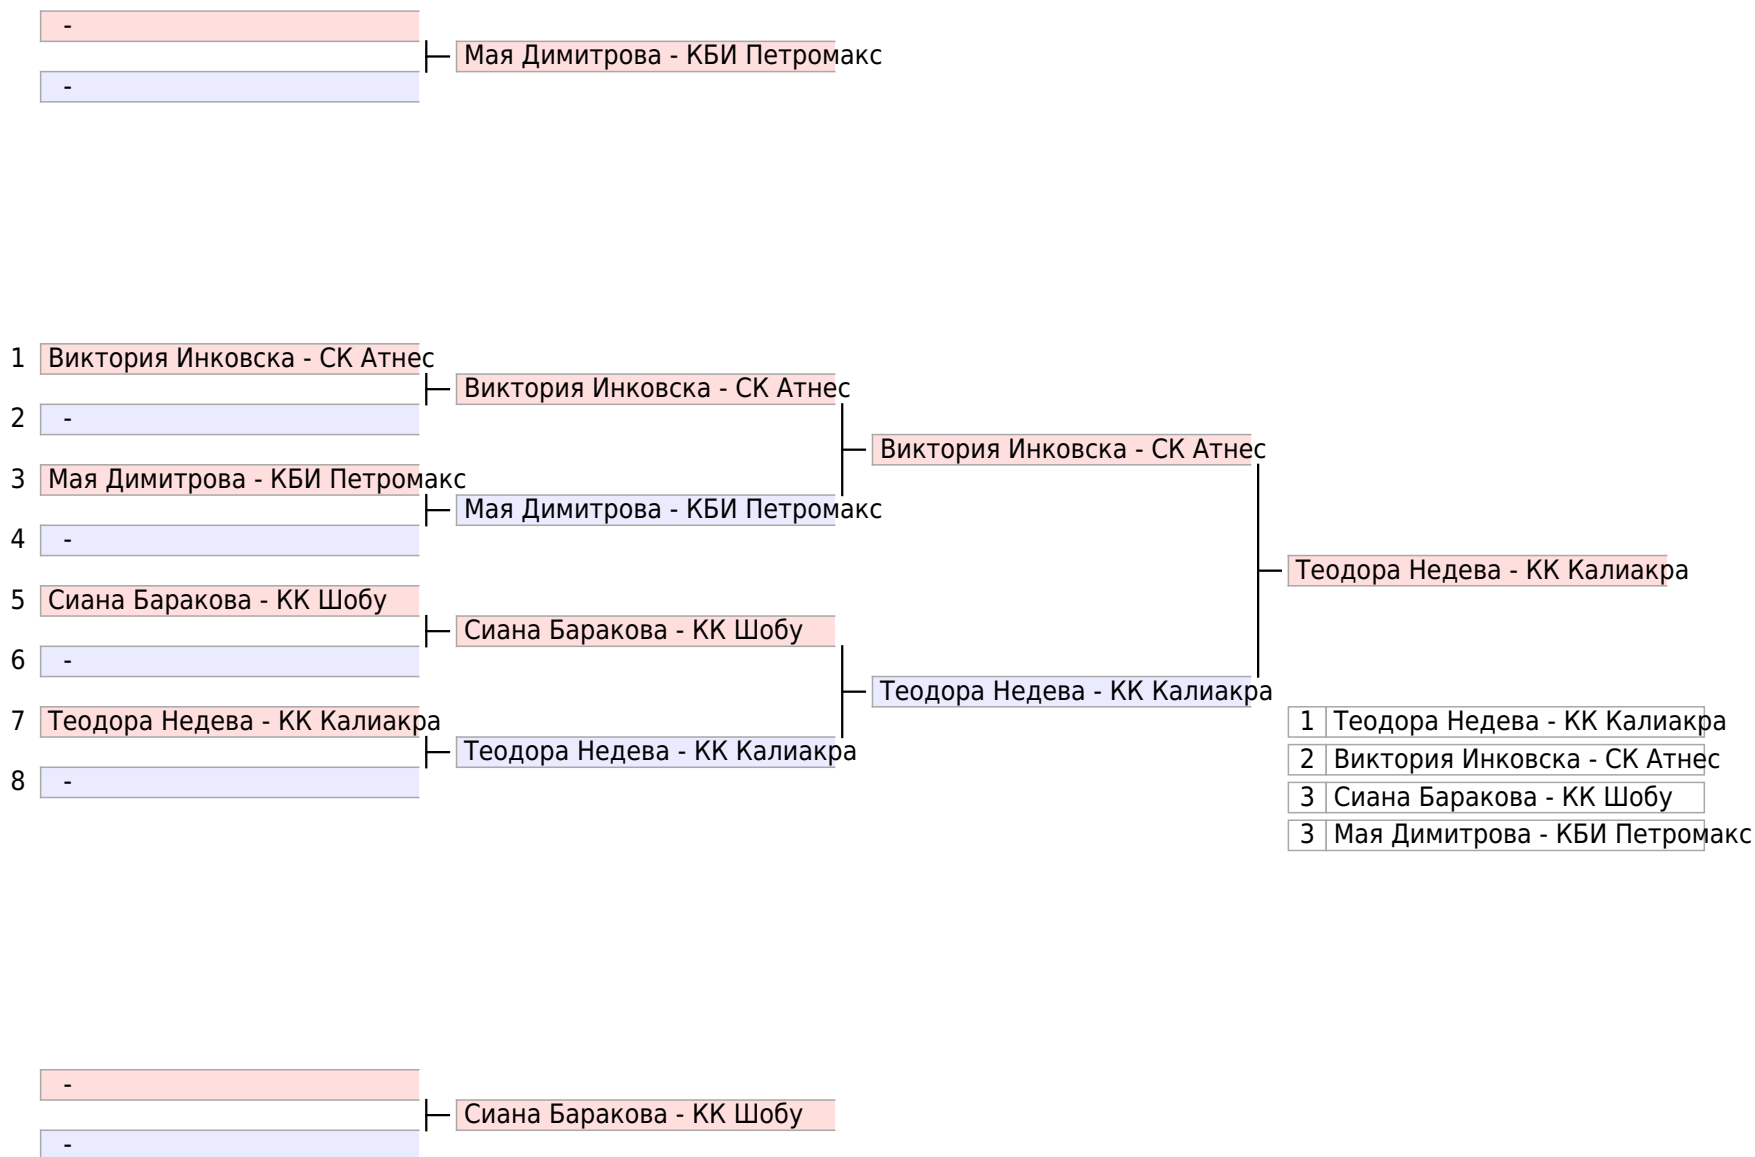 -
Мая Димитрова - КБИ Петромакс
-
1 Виктория Инковска - СК Атнес
Виктория Инковска - СК Атнес
2 -
Виктория Инковска - СК Атнес
3 Мая Димитрова - КБИ Петромакс
Мая Димитрова - КБИ Петромакс
4 -
Теодора Недева - КК Калиакра
5 Сиана Баракова - КК Шобу
Сиана Баракова - КК Шобу
6 -
Теодора Недева - КК Калиакра
7 Теодора Недева - КК Калиакра
Теодора Недева - КК Калиакра
8 -
1 Теодора Недева - КК Калиакра
2 Виктория Инковска - СК Атнес
3 Сиана Баракова - КК Шобу
3 Мая Димитрова - КБИ Петромакс
-
Сиана Баракова - КК Шобу
-